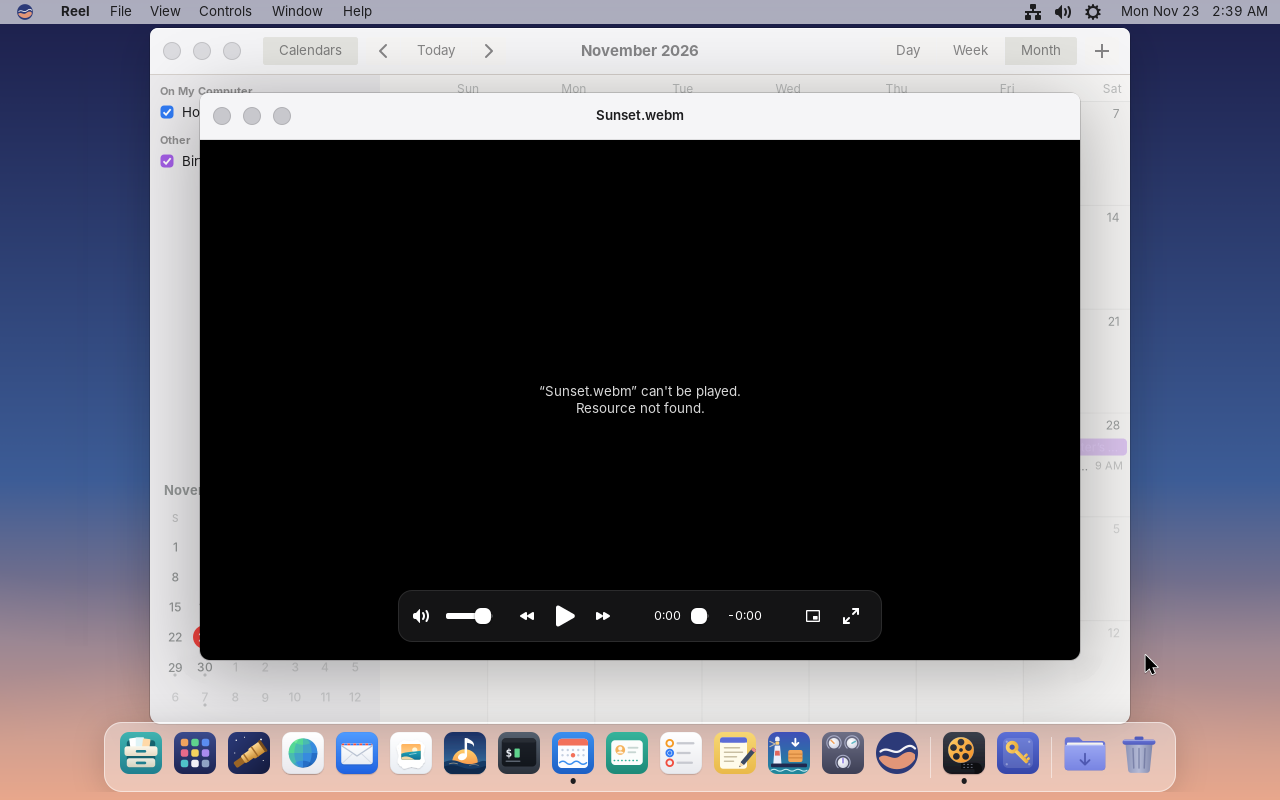 Reel File View Controls Window Help Mon Nov 23 2:39 AM
Calendars Today November 2026 Day Week Month
On My Computer
Sun Mon Tue Wed Thu Fri Sat
Ho
Other
Bir
7
14
21
28
9 AM
5
12
Sunset.webm
“Sunset.webm” can't be played.
Resource not found.
0:00 -0:00
Nover
S
1
8
15
22
29 30 1 2 3 4 5
6 7 8 9 10 11 12
$